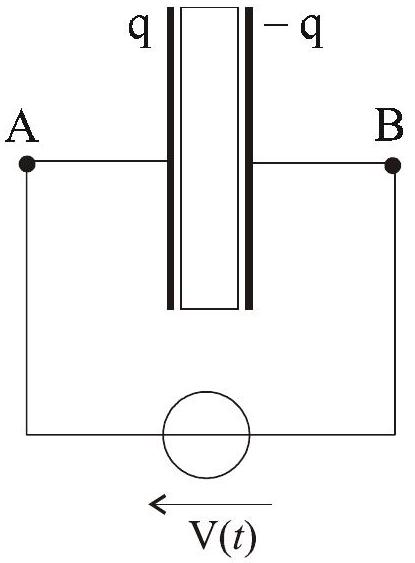 q – q
A B
V(t)